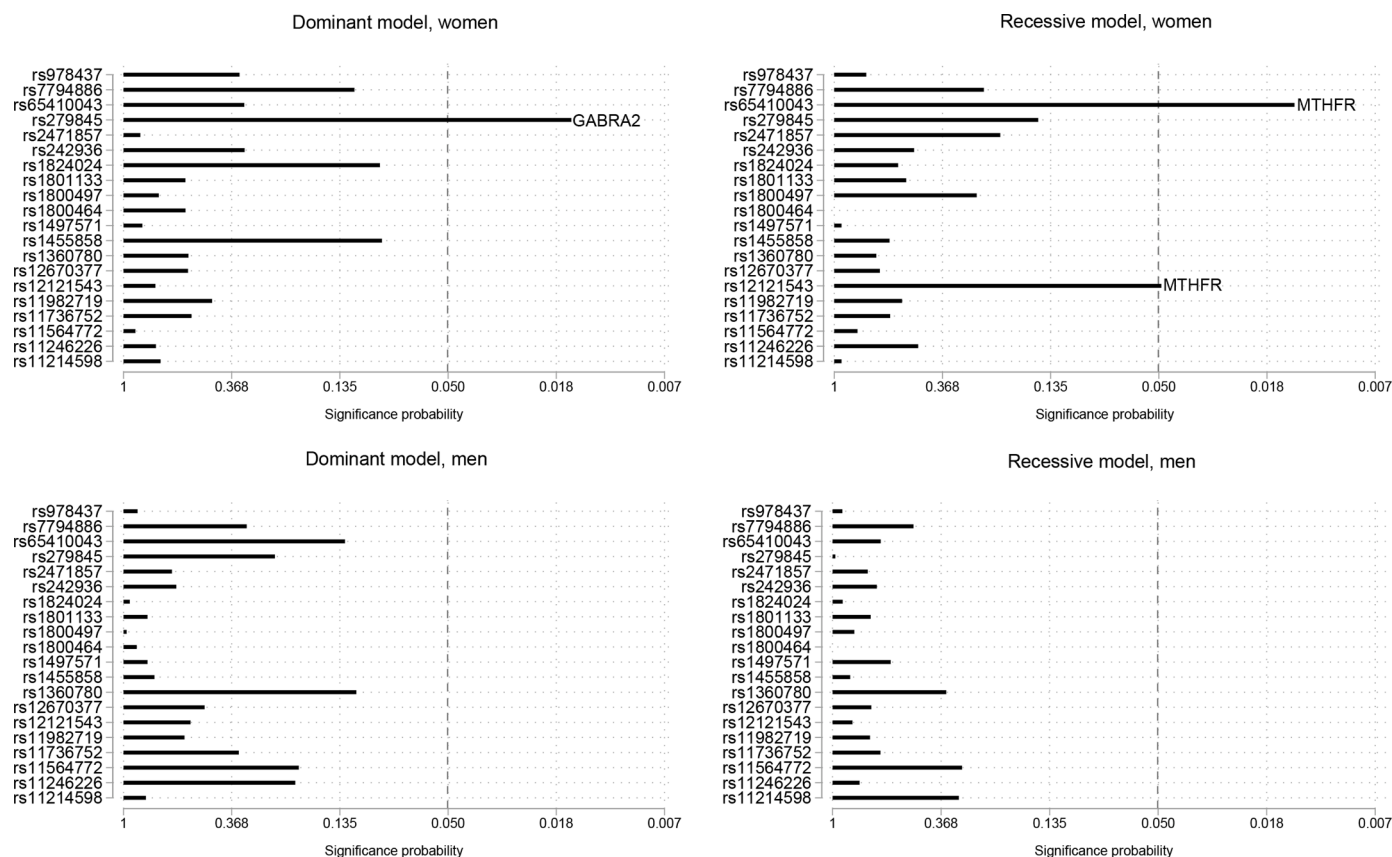 Dominant model, women
rs978437
rs7794886
rs65410043
rs279845 GABRA2
rs2471857
rs242936
rs1824024
rs1801133
rs1800497
rs1800464
rs1497571
rs1455858
rs1360780
rs12670377
rs12121543
rs11982719
rs11736752
rs11564772
rs11246226
rs11214598
1 0.368 0.135 0.050 0.018 0.007
Significance probability
Recessive model, women
rs978437
rs7794886
rs65410043 MTHFR
rs279845
rs2471857
rs242936
rs1824024
rs1801133
rs1800497
rs1800464
rs1497571
rs1455858
rs1360780
rs12670377
rs12121543 MTHFR
rs11982719
rs11736752
rs11564772
rs11246226
rs11214598
1 0.368 0.135 0.050 0.018 0.007
Significance probability
Dominant model, men
rs978437
rs7794886
rs65410043
rs279845
rs2471857
rs242936
rs1824024
rs1801133
rs1800497
rs1800464
rs1497571
rs1455858
rs1360780
rs12670377
rs12121543
rs11982719
rs11736752
rs11564772
rs11246226
rs11214598
1 0.368 0.135 0.050 0.018 0.007
Significance probability
Recessive model, men
rs978437
rs7794886
rs65410043
rs279845
rs2471857
rs242936
rs1824024
rs1801133
rs1800497
rs1800464
rs1497571
rs1455858
rs1360780
rs12670377
rs12121543
rs11982719
rs11736752
rs11564772
rs11246226
rs11214598
1 0.368 0.135 0.050 0.018 0.007
Significance probability